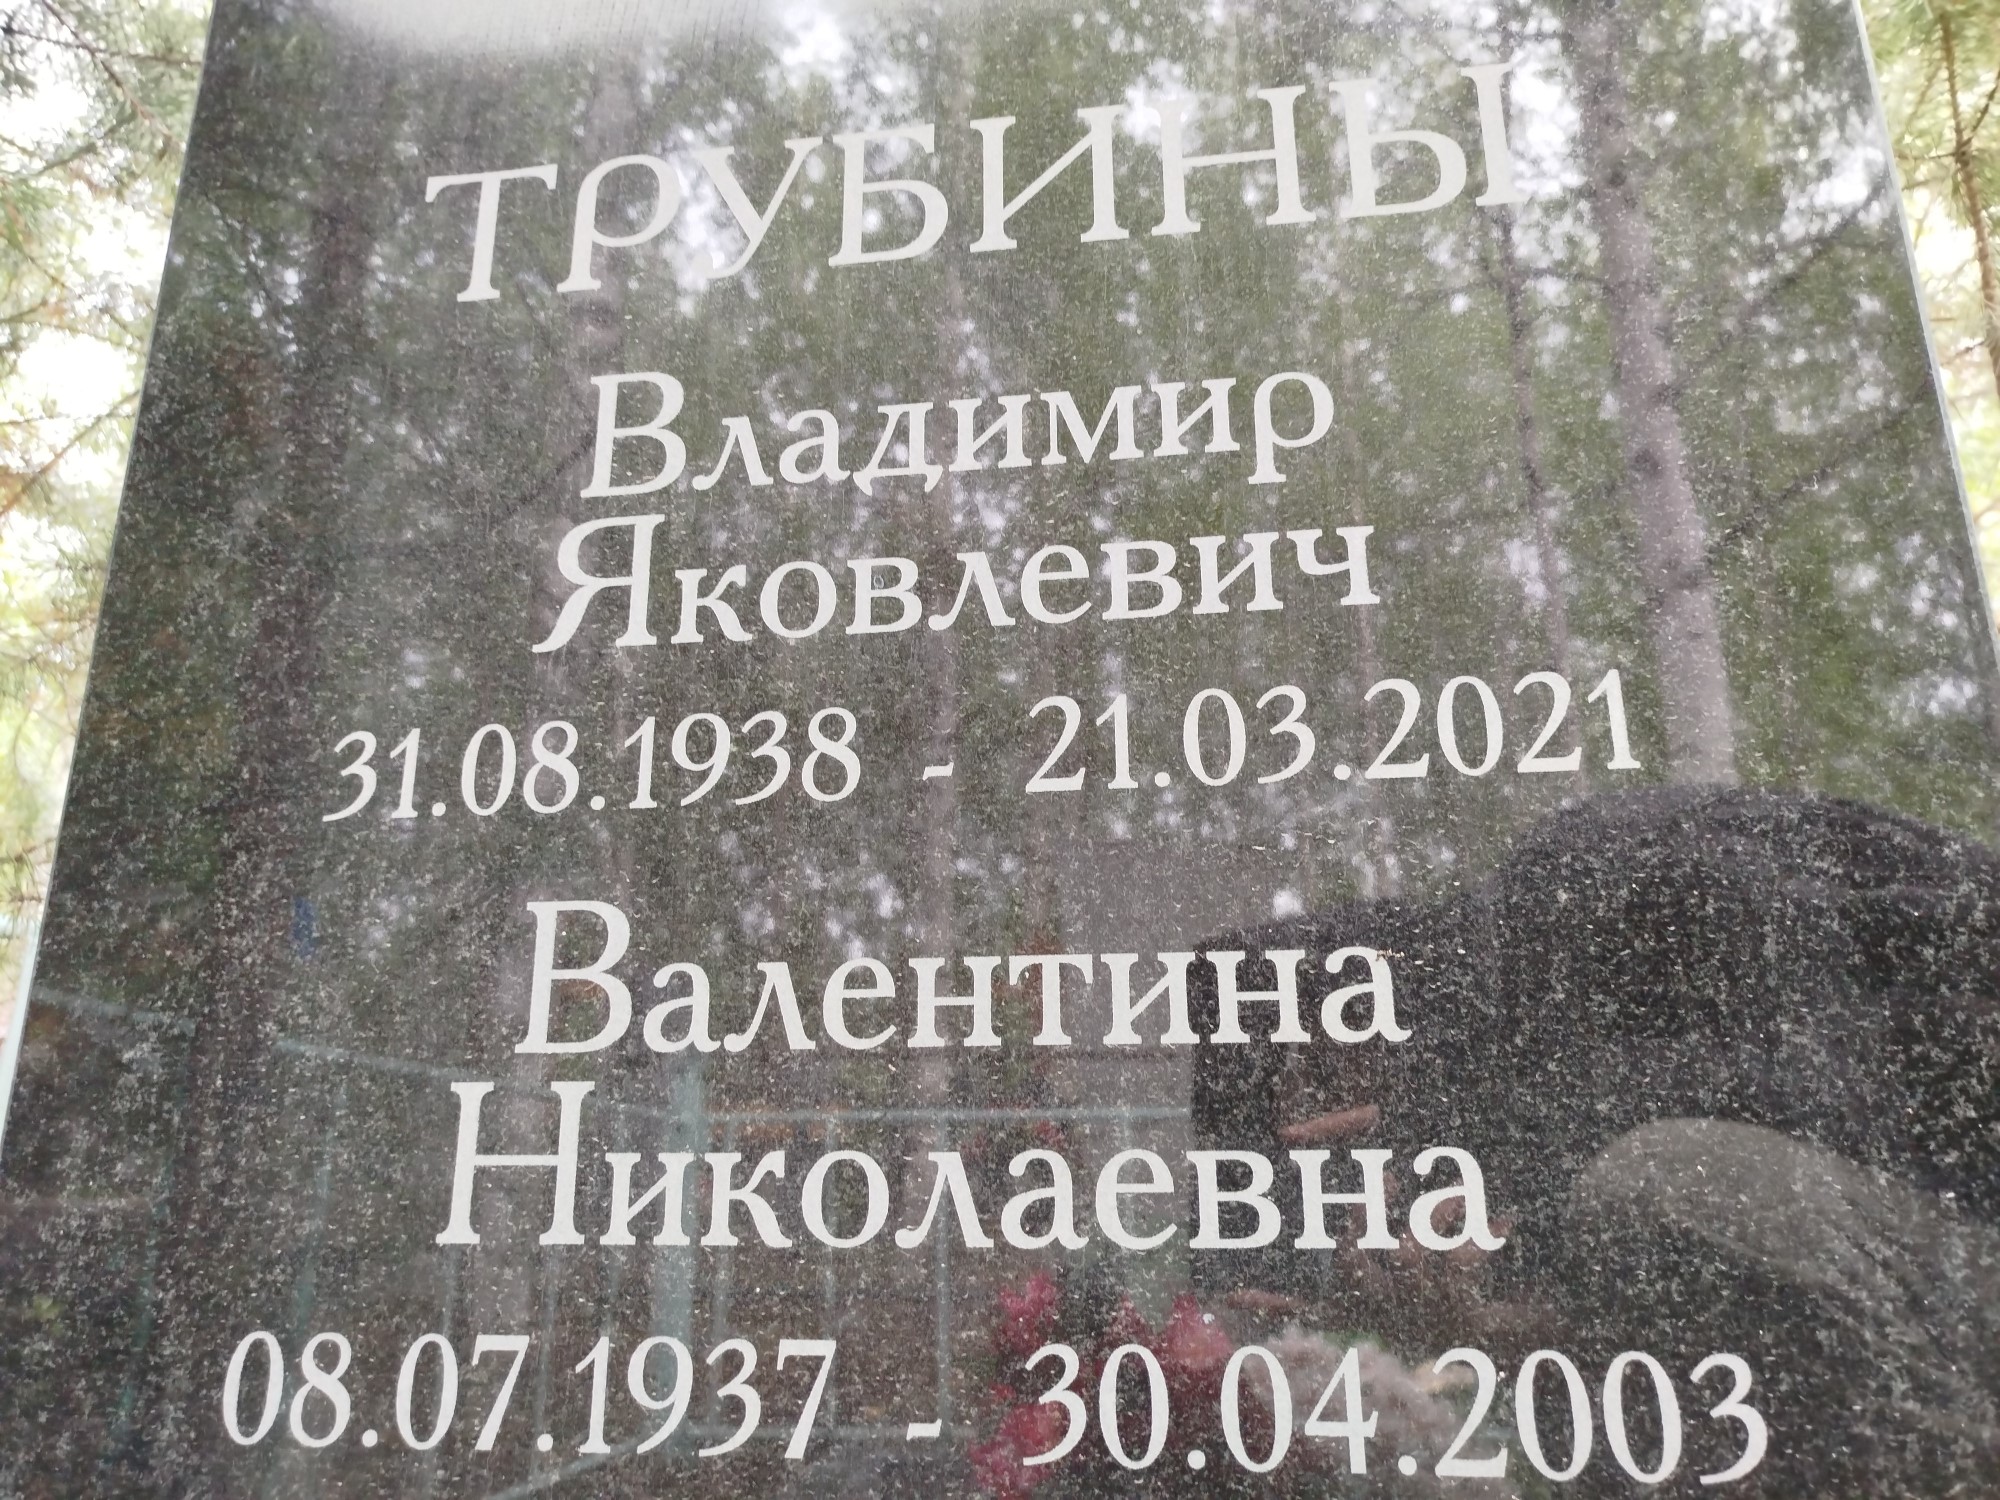 ТРУБИНЫ
Владимир
Яковлевич
31.08.1938 - 21.03.2021
Валентина
Николаевна
08.07.1937 - 30.04.2003